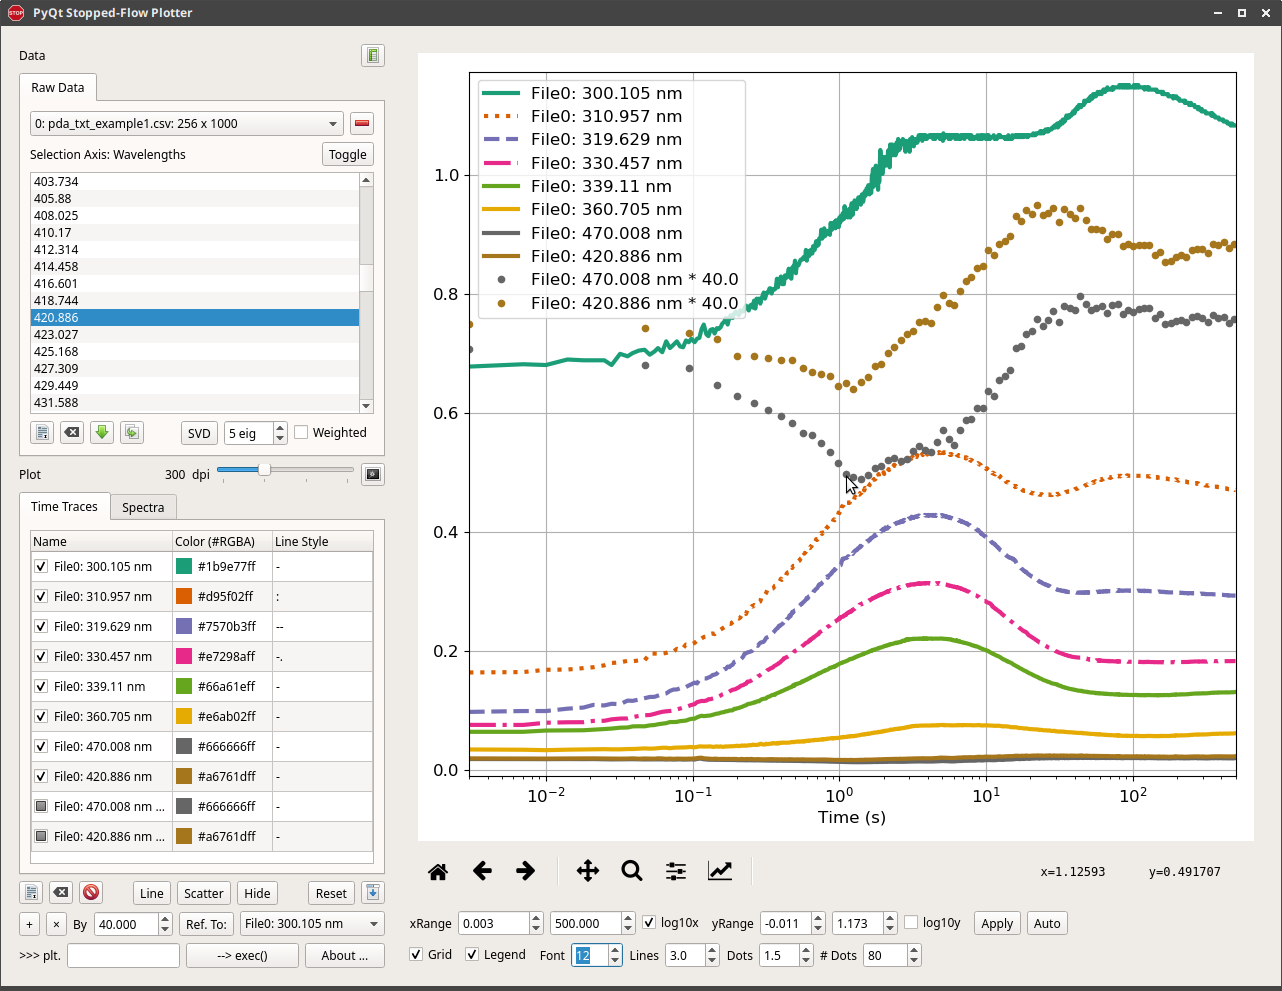 STOP PyQt Stopped-Flow Plotter
Data
Raw Data
0: pda_txt_example1.csv: 256 x 1000
Selection Axis: Wavelengths Toggle
403.734
405.88
408.025
410.17
412.314
414.458
416.601
418.744
420.886
423.027
425.168
427.309
429.449
431.588
SVD 5 eig Weighted
Plot 300 dpi
Time Traces Spectra
Name Color (#RGBA) Line Style
File0: 300.105 nm #1b9e77ff -
File0: 310.957 nm #d95f02ff :
File0: 319.629 nm #7570b3ff --
File0: 330.457 nm #e7298aff -.
File0: 339.11 nm #66a61eff -
File0: 360.705 nm #e6ab02ff -
File0: 470.008 nm #666666ff -
File0: 420.886 nm #a6761dff -
File0: 470.008 nm ... #666666ff -
File0: 420.886 nm ... #a6761dff -
Line Scatter Hide Reset
+ × By 40.000 Ref. To: File0: 300.105 nm
>>> plt. --> exec() About ...
File0: 300.105 nm
File0: 310.957 nm
File0: 319.629 nm
File0: 330.457 nm
File0: 339.11 nm
File0: 360.705 nm
File0: 470.008 nm
File0: 420.886 nm
File0: 470.008 nm * 40.0
File0: 420.886 nm * 40.0
1.0
0.8
0.6
0.4
0.2
0.0
10⁻² 10⁻¹ 10⁰ 10¹ 10²
Time (s)
x=1.12593 y=0.491707
xRange 0.003 500.000 log10x yRange -0.011 1.173 log10y Apply Auto
Grid Legend Font 12 Lines 3.0 Dots 1.5 # Dots 80